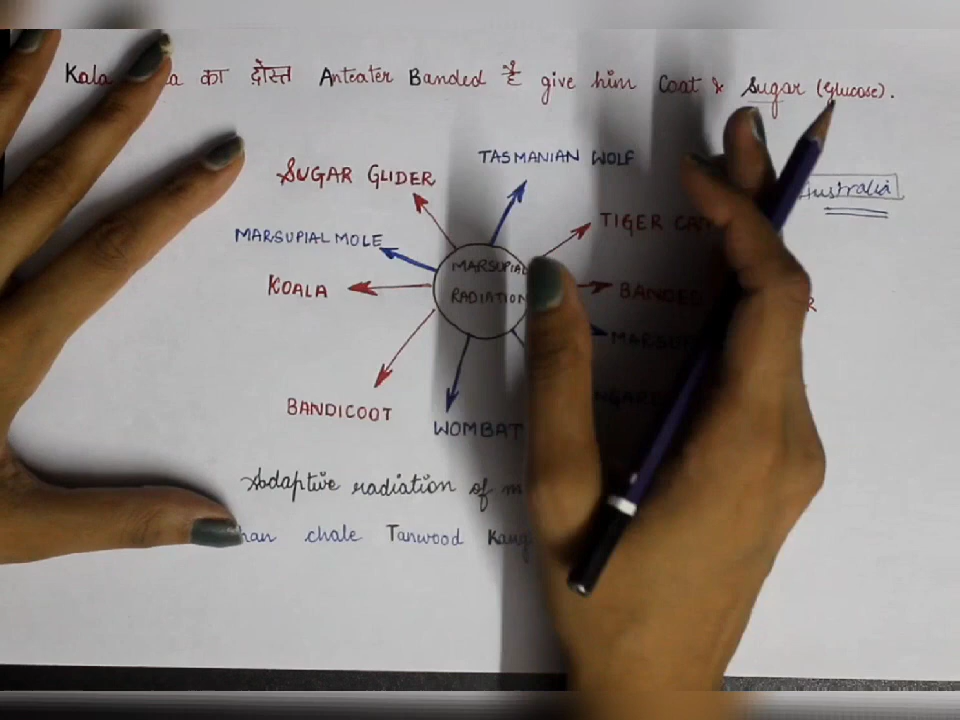 Kala का दोस्त Anteater Banded है give him Coat & Sugar (glucose).
TASMANIAN WOLF
SUGAR GLIDER
Australia
TIGER
MARSUPIAL MOLE
MARSUPIAL
RADIATION
KOALA
BANDED
BANDICOOT
WOMBAT
Adaptive radiation of
chale Tanwood